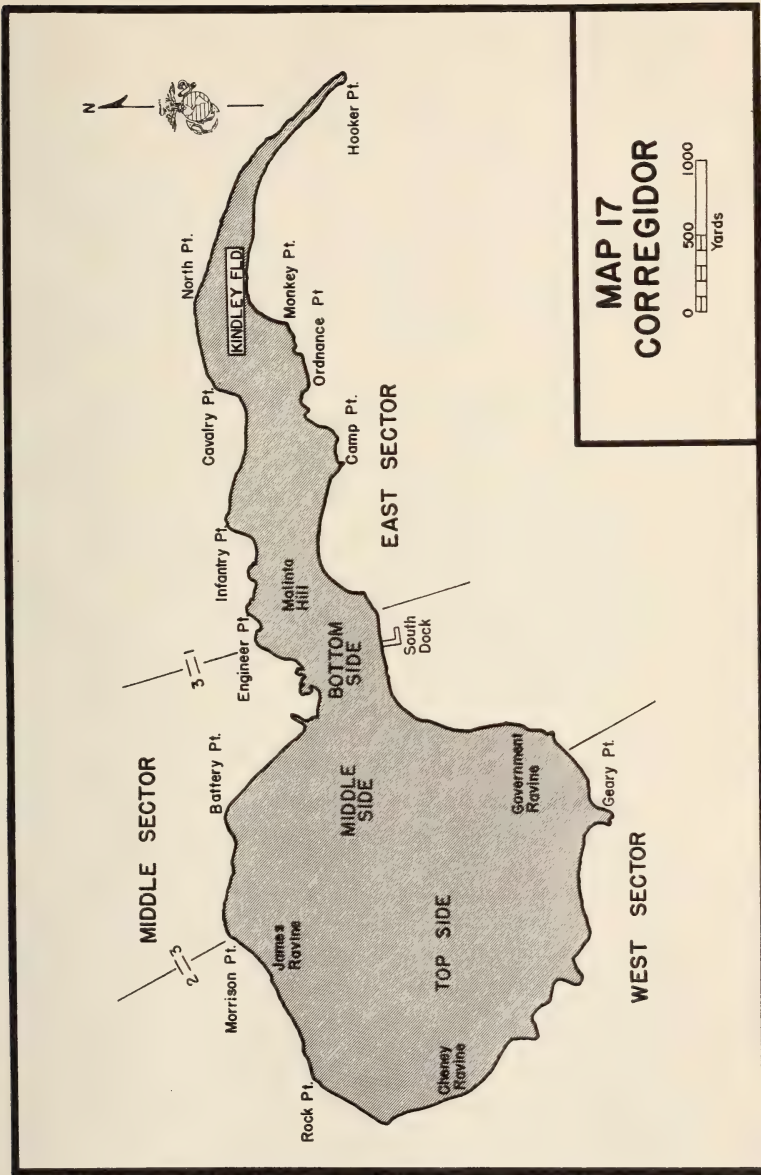 N
North Pt.
Hooker Pt.
KINDLEY FLD
Cavalry Pt.
Monkey Pt.
Ordnance Pt
Camp Pt.
Infantry Pt.
EAST SECTOR
Malinta
Hill
Engineer Pt.
3 1
BOTTOM
SIDE
South
Dock
MIDDLE SECTOR
Battery Pt.
MIDDLE
SIDE
Government
Ravine
Geary Pt.
2 3
Morrison Pt.
James
Ravine
TOP SIDE
WEST SECTOR
Rock Pt.
Cheney
Ravine
MAP 17
CORREGIDOR
0 500 1000
Yards